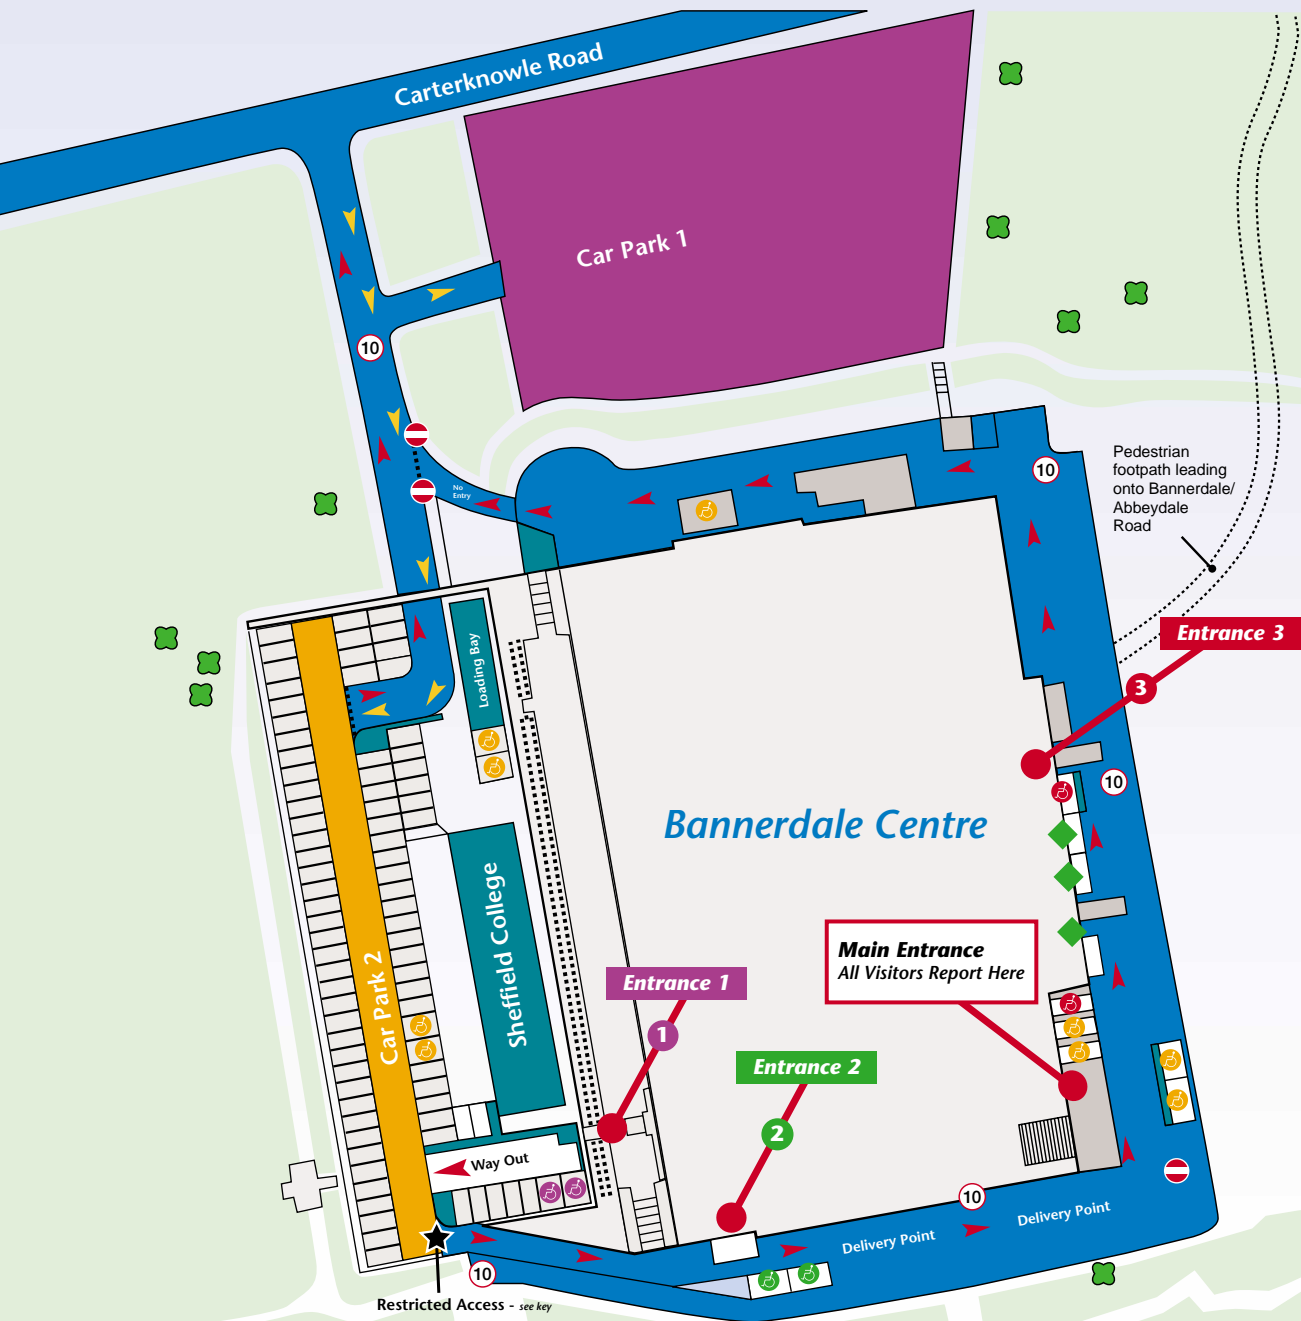 Carterknowle Road
Car Park 1
10
No
Entry
10
Pedestrian
footpath leading
onto Bannerdale/
Abbeydale
Road
Entrance 3
3
Loading Bay
10
Bannerdale Centre
Sheffield College
Car Park 2
Main Entrance
All Visitors Report Here
Entrance 1
1
Entrance 2
2
Way Out
10
Delivery Point
Delivery Point
10
Restricted Access - see key